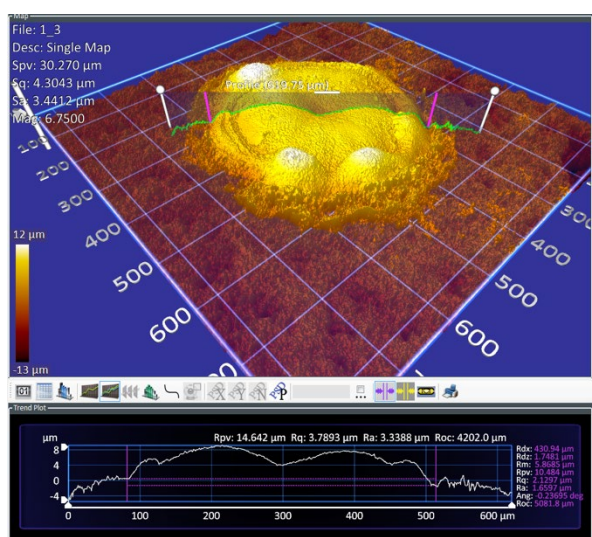 Map
File: 1_3
Desc: Single Map
Spv: 30.270 µm
Sq: 4.3043 µm
Sa: 3.4412 µm
Mag: 6.7500
Profile (639.75 µm)
100
200
300
400
500
600
300
400
500
600
12 µm
-13 µm
01
X
Y
N
P
Trend Plot
Rpv: 14.642 µm Rq: 3.7893 µm Ra: 3.3388 µm Roc: 4202.0 µm
µm
8
4
0
-4
0 100 200 300 400 500 600 µm
Rdx: 430.94 µm
Rdz: 1.7481 µm
Rm: 5.8685 µm
Rpv: 10.484 µm
Rq: 2.1297 µm
Ra: 1.6597 µm
Ang: -0.23695 deg
Roc: 5081.8 µm